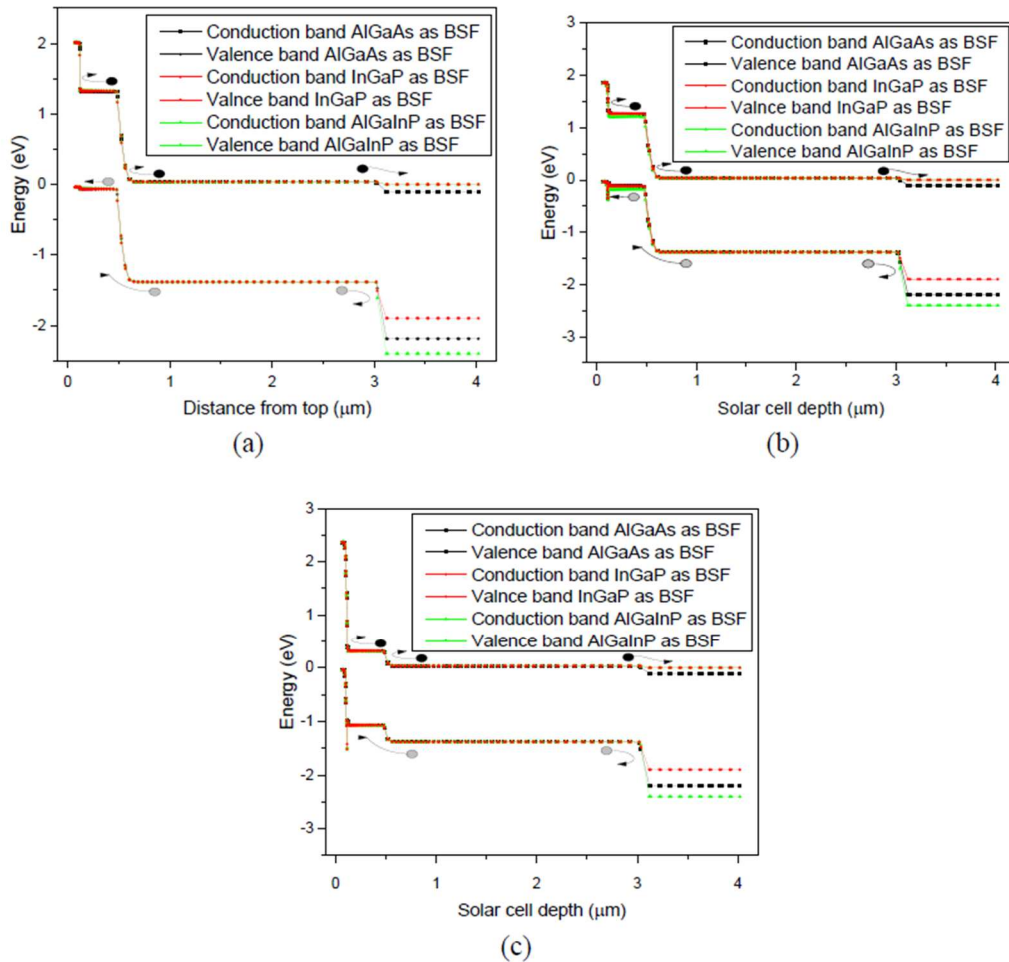 Conduction band AlGaAs as BSF
Valence band AlGaAs as BSF
Conduction band InGaP as BSF
Valnce band InGaP as BSF
Conduction band AlGaInP as BSF
Valence band AlGaInP as BSF
2
1
0
-1
-2
Energy (eV)
0 1 2 3 4
Distance from top (μm)
(a)
Conduction band AlGaAs as BSF
Valence band AlGaAs as BSF
Conduction band InGaP as BSF
Valnce band InGaP as BSF
Conduction band AlGaInP as BSF
Valence band AlGaInP as BSF
3
2
1
0
-1
-2
-3
Energy (eV)
0 1 2 3 4
Solar cell depth (μm)
(b)
Conduction band AlGaAs as BSF
Valence band AlGaAs as BSF
Conduction band InGaP as BSF
Valnce band InGaP as BSF
Conduction band AlGaInP as BSF
Valence band AlGaInP as BSF
3
2
1
0
-1
-2
-3
Energy (eV)
0 1 2 3 4
Solar cell depth (μm)
(c)